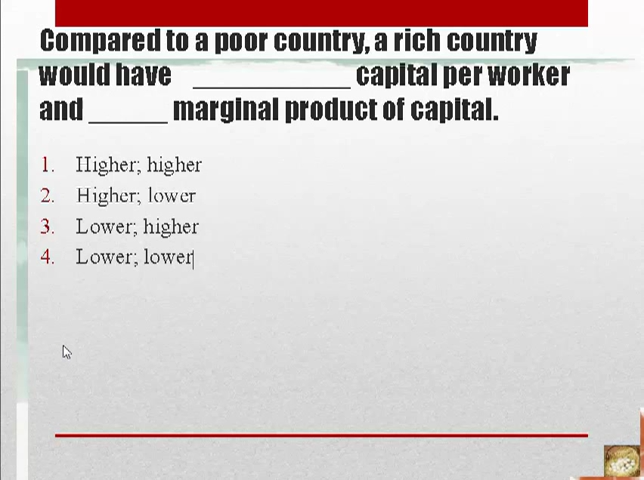 Compared to a poor country, a rich country
would have ____________ capital per worker
and ______ marginal product of capital.
1. Higher; higher
2. Higher; lower
3. Lower; higher
4. Lower; lower